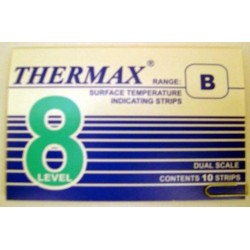 THERMAX®
RANGE: B
SURFACE TEMPERATURE
INDICATING STRIPS
8
LEVEL
DUAL SCALE
CONTENTS 10 STRIPS